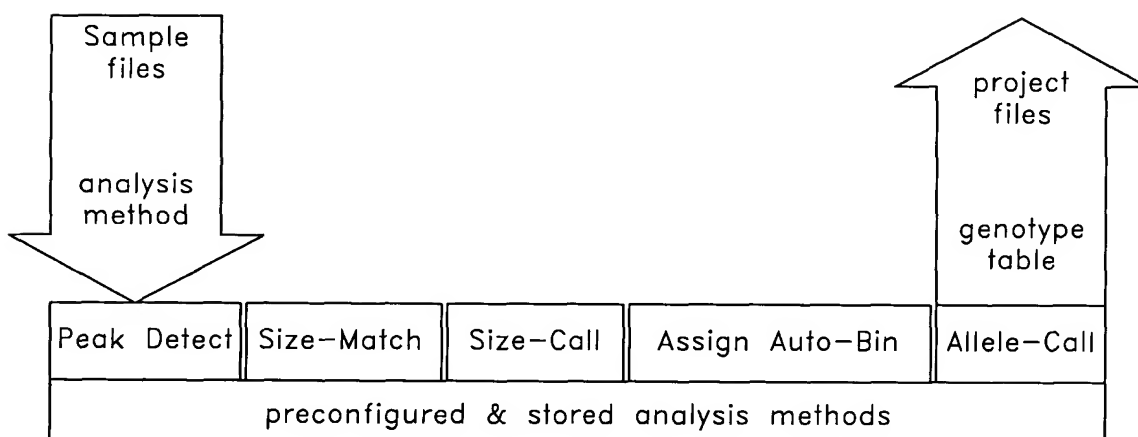 Sample
files
analysis
method
project
files
genotype
table
Peak Detect
Size-Match
Size-Call
Assign Auto-Bin
Allele-Call
preconfigured & stored analysis methods